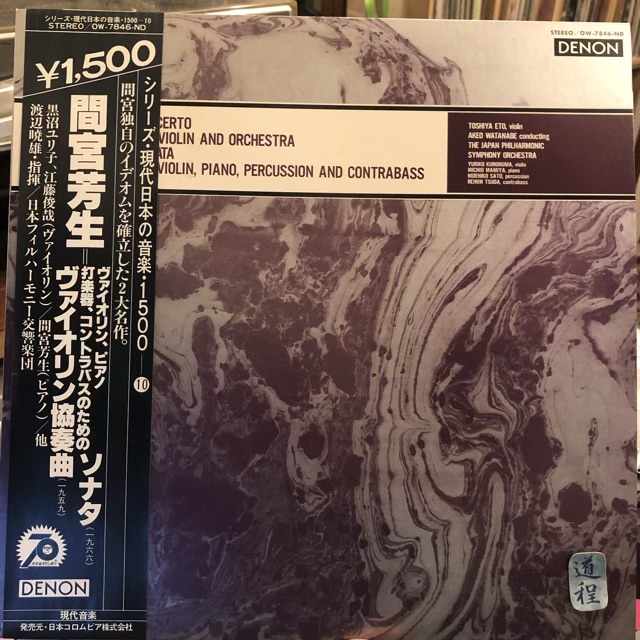 シリーズ・現代日本の音楽・1500—10
STEREO/OW-7846-ND
¥1,500
シリーズ・現代日本の音楽・1500 ⑩
間宮独自のイデオムを確立した2大名作。
間宮芳生=
ヴァイオリン、ピアノ
打楽器、コントラバスのための ソナタ(一九六六)
ヴァイオリン協奏曲(一九五九)
黒沼ユリ子、江藤俊哉(ヴァイオリン)/間宮芳生(ピアノ)/他
渡辺暁雄・指揮/日本フィルハーモニー交響楽団
70
DENON
現代音楽
発売元・日本コロムビア株式会社
STEREO/OW-7846-ND
DENON
CERTO
VIOLIN AND ORCHESTRA
ATA
VIOLIN, PIANO, PERCUSSION AND CONTRABASS
TOSHIYA ETO, violin
AKEO WATANABE conducting
THE JAPAN PHILHARMONIC
SYMPHONY ORCHESTRA
YURIKO KURONUMA, violin
MICHIO MAMIYA, piano
HIDEHIKO SATO, percussion
REIHIN TSUDA, contrabass
道程